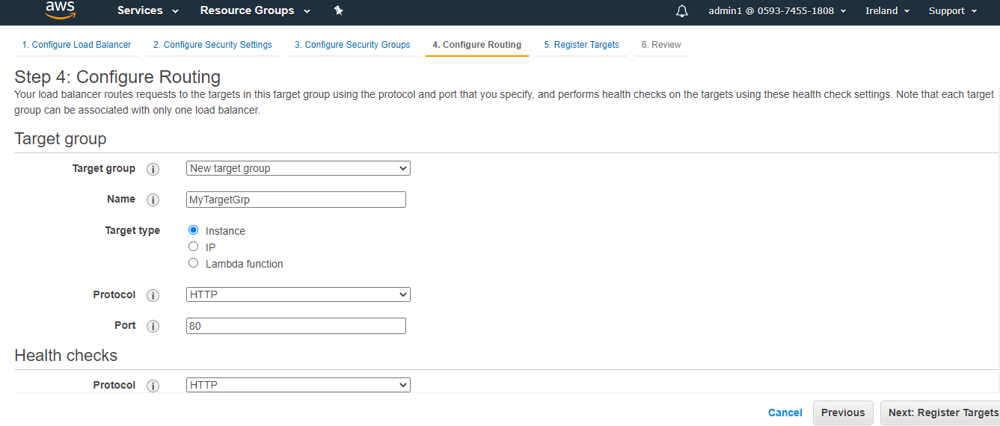 aws Services Resource Groups admin1 @ 0593-7455-1808 Ireland Support
1. Configure Load Balancer 2. Configure Security Settings 3. Configure Security Groups 4. Configure Routing 5. Register Targets 6. Review
Step 4: Configure Routing
Your load balancer routes requests to the targets in this target group using the protocol and port that you specify, and performs health checks on the targets using these health check settings. Note that each target
group can be associated with only one load balancer.
Target group
Target group i New target group
Name i MyTargetGrp
Target type Instance
IP
Lambda function
Protocol i HTTP
Port i 80
Health checks
Protocol i HTTP
Cancel Previous Next: Register Targets